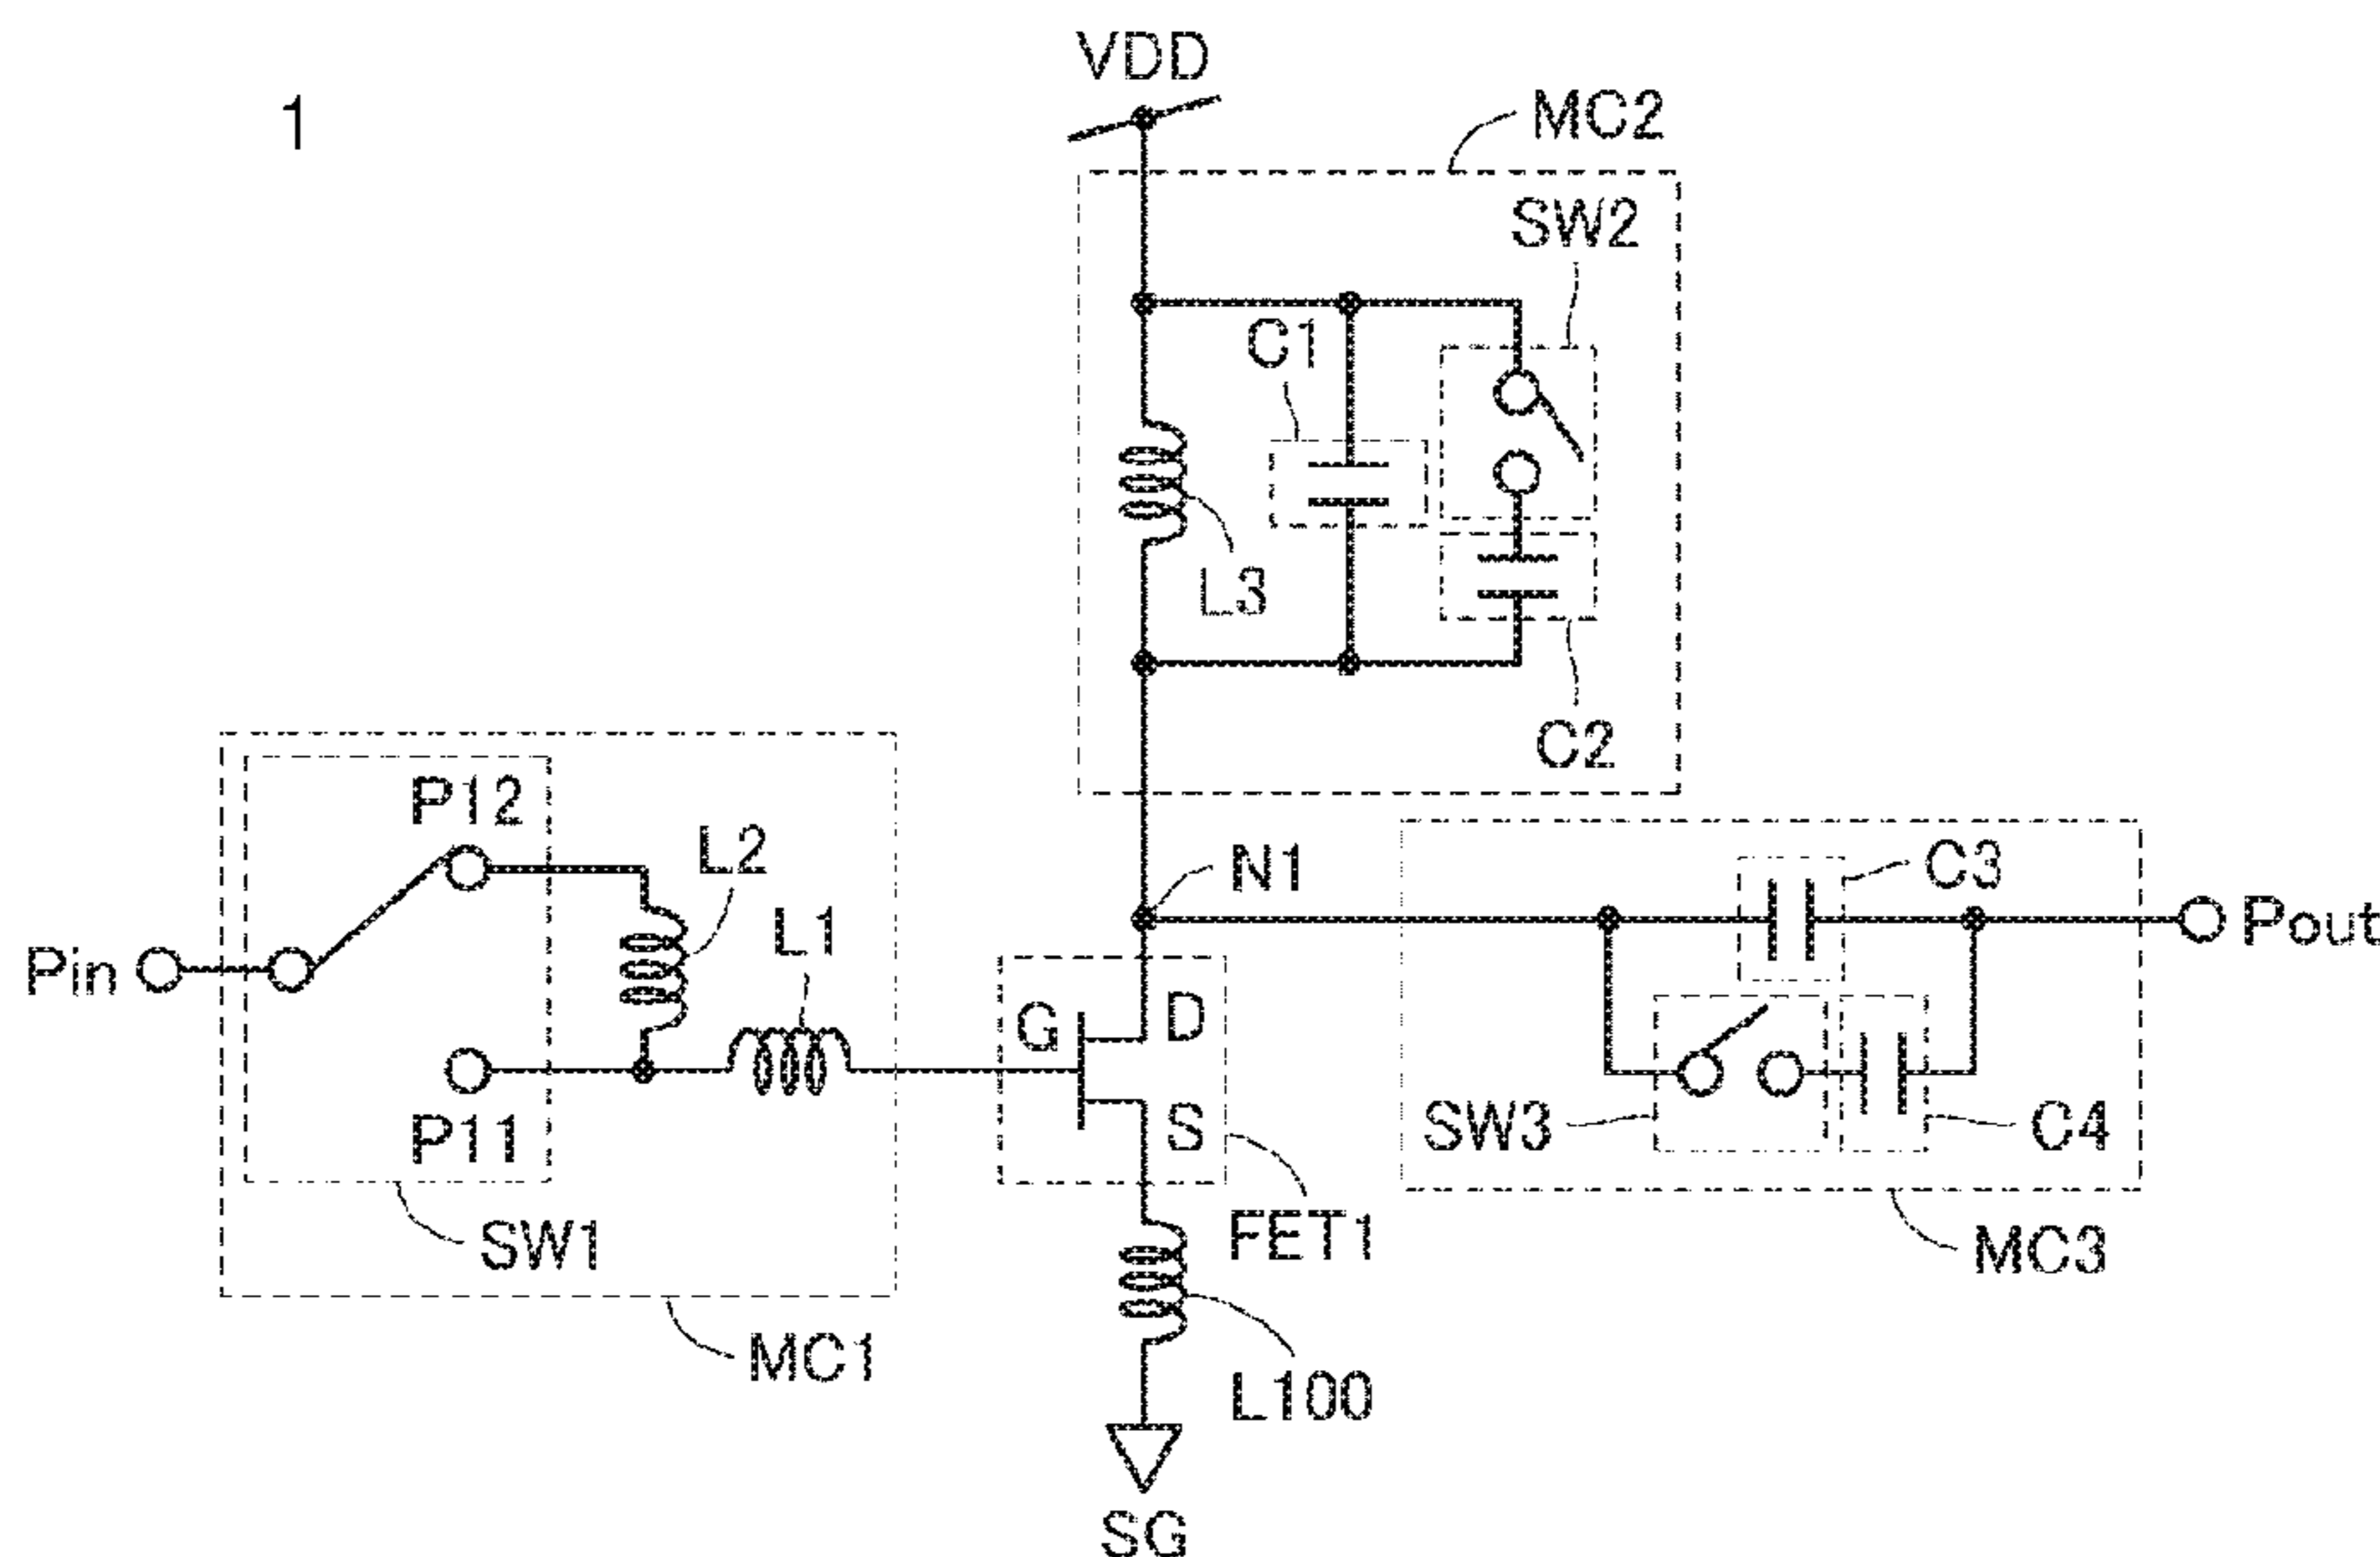 VDD
1
MC2
SW2
C1
L3
C2
P12
L2
N1
C3
L1
Pin
Pout
G
D
P11
S
SW3
C4
SW1
FET1
MC3
MC1
L100
SG